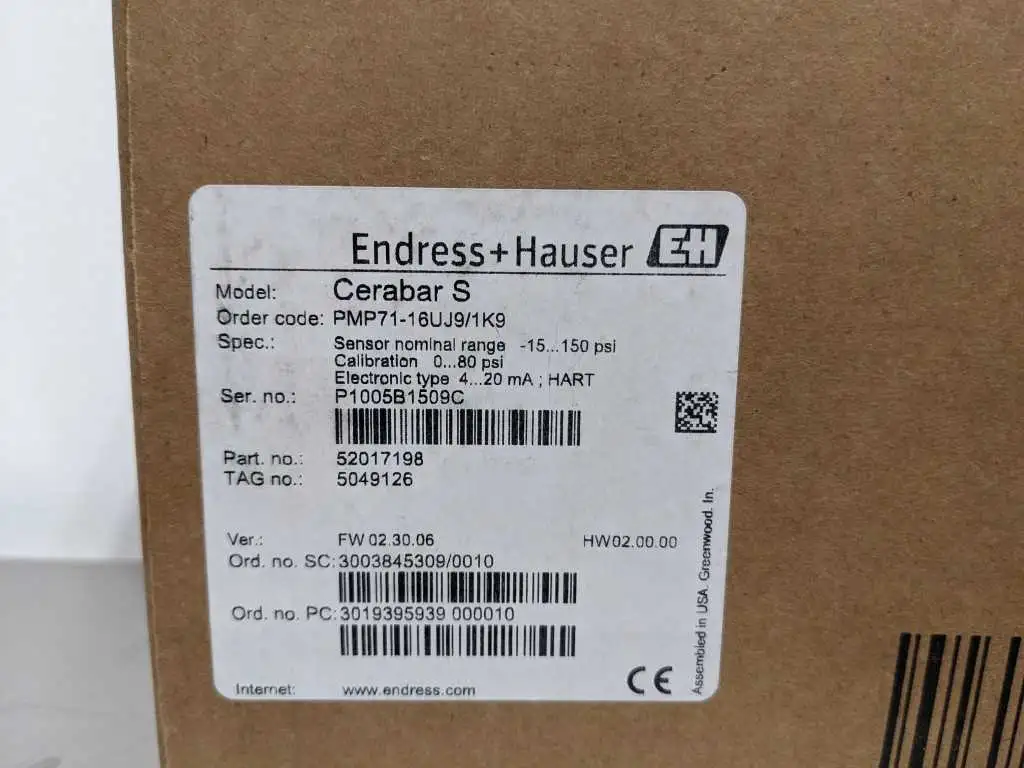 Endress+Hauser EH
Model: Cerabar S
Order code: PMP71-16UJ9/1K9
Spec.: Sensor nominal range -15...150 psi
Calibration 0...80 psi
Electronic type 4...20 mA ; HART
Ser. no.: P1005B1509C
Part. no.: 52017198
TAG no.: 5049126
Ver.: FW 02.30.06 HW02.00.00
Ord. no. SC: 3003845309/0010
Ord. no. PC: 3019395939 000010
Internet: www.endress.com
CE
Assembled in USA. Greenwood. In.